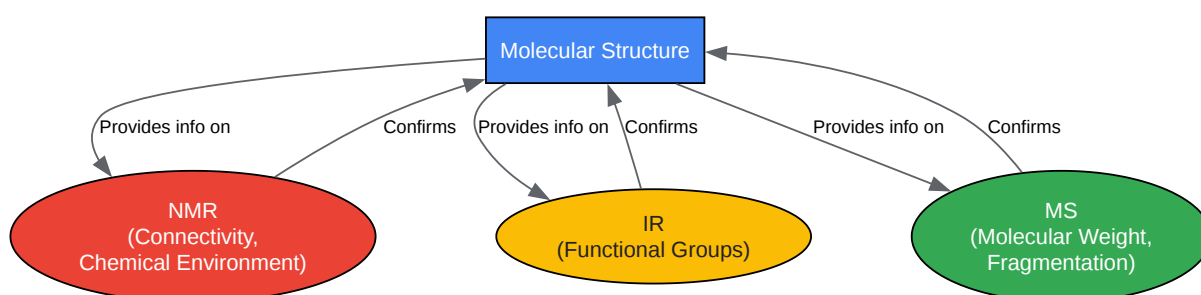 Molecular Structure
Provides info on
Confirms
Provides info on
Confirms
Provides info on
Confirms
NMR
(Connectivity,
Chemical Environment)
IR
(Functional Groups)
MS
(Molecular Weight,
Fragmentation)